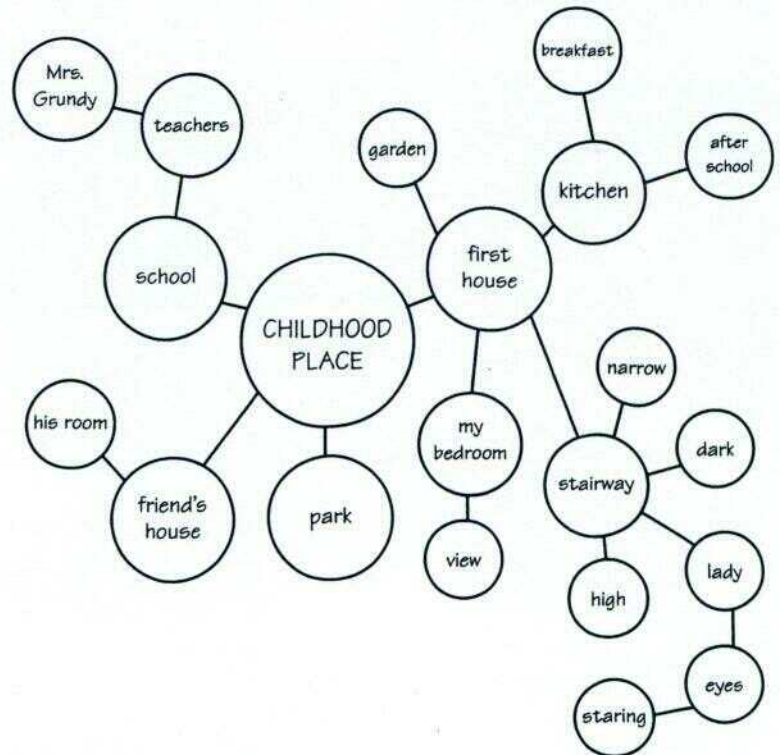 breakfast
Mrs.
Grundy
teachers
garden
after
school
kitchen
first
house
school
CHILDHOOD
PLACE
narrow
his room
my
bedroom
dark
stairway
friend's
house
park
view
lady
high
eyes
staring